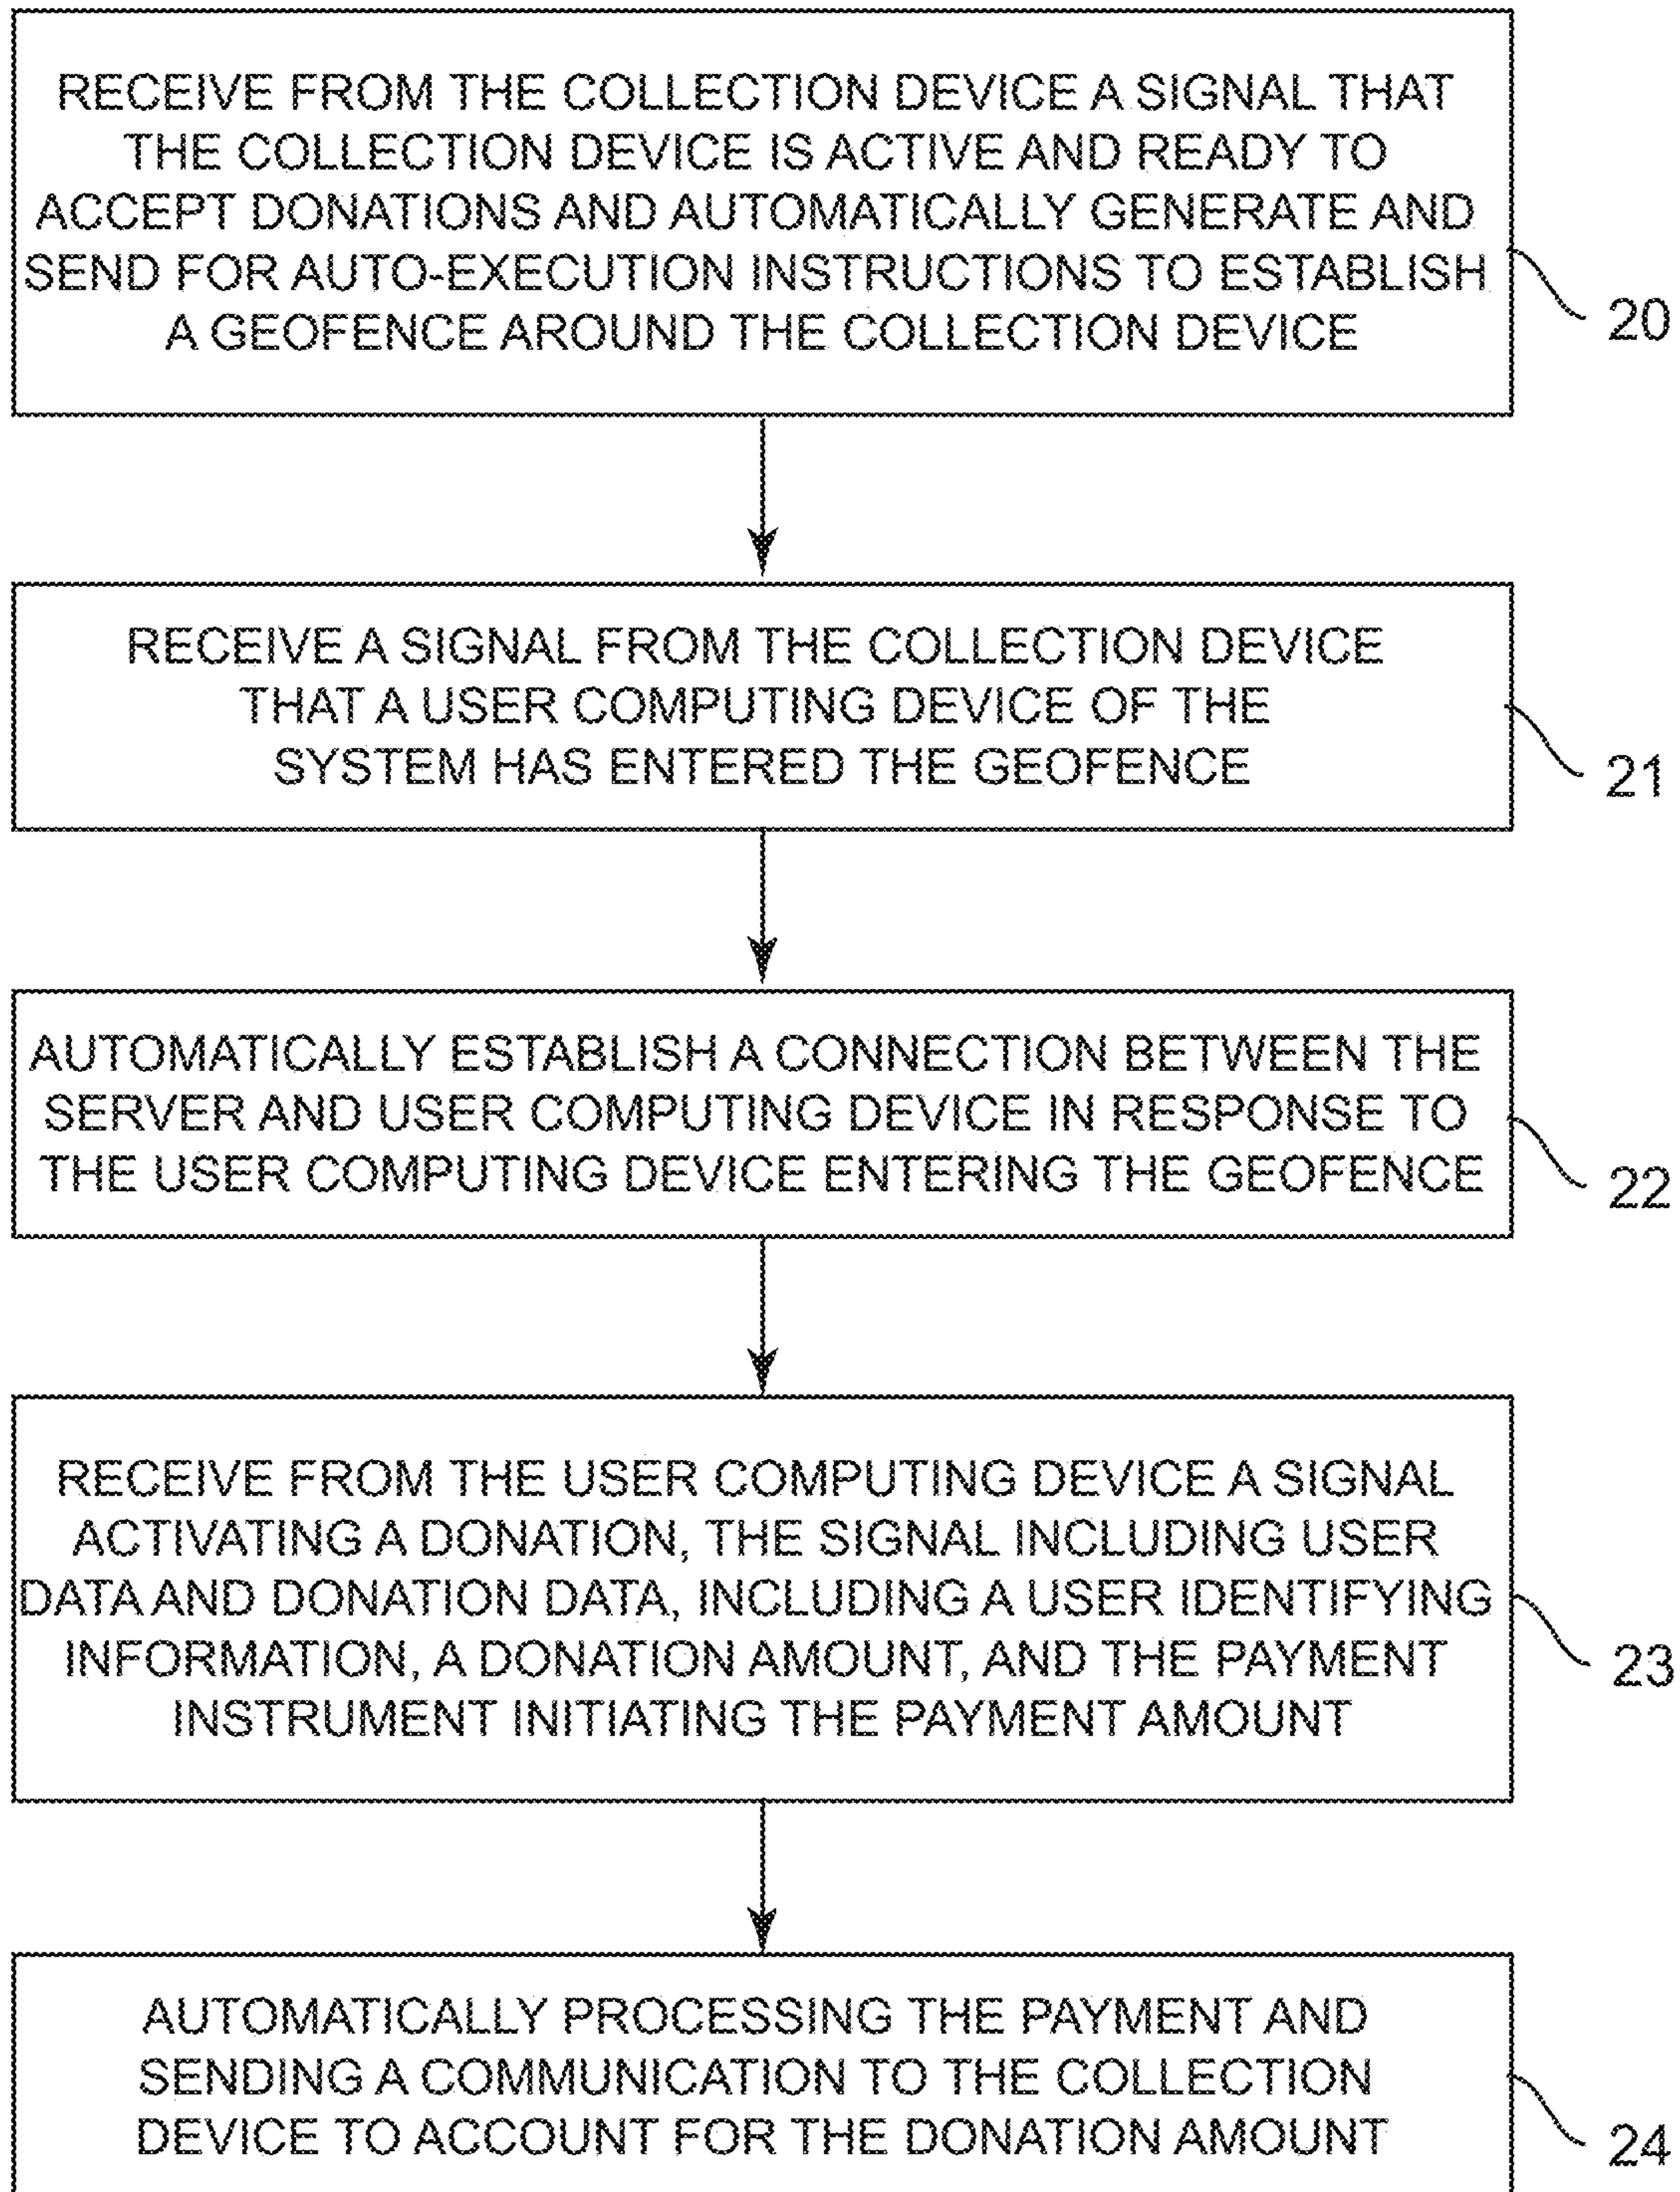 RECEIVE FROM THE COLLECTION DEVICE A SIGNAL THAT
THE COLLECTION DEVICE IS ACTIVE AND READY TO
ACCEPT DONATIONS AND AUTOMATICALLY GENERATE AND
SEND FOR AUTO-EXECUTION INSTRUCTIONS TO ESTABLISH
A GEOFENCE AROUND THE COLLECTION DEVICE
20
RECEIVE A SIGNAL FROM THE COLLECTION DEVICE
THAT A USER COMPUTING DEVICE OF THE
SYSTEM HAS ENTERED THE GEOFENCE
21
AUTOMATICALLY ESTABLISH A CONNECTION BETWEEN THE
SERVER AND USER COMPUTING DEVICE IN RESPONSE TO
THE USER COMPUTING DEVICE ENTERING THE GEOFENCE
22
RECEIVE FROM THE USER COMPUTING DEVICE A SIGNAL
ACTIVATING A DONATION, THE SIGNAL INCLUDING USER
DATA AND DONATION DATA, INCLUDING A USER IDENTIFYING
INFORMATION, A DONATION AMOUNT, AND THE PAYMENT
INSTRUMENT INITIATING THE PAYMENT AMOUNT
23
AUTOMATICALLY PROCESSING THE PAYMENT AND
SENDING A COMMUNICATION TO THE COLLECTION
DEVICE TO ACCOUNT FOR THE DONATION AMOUNT
24